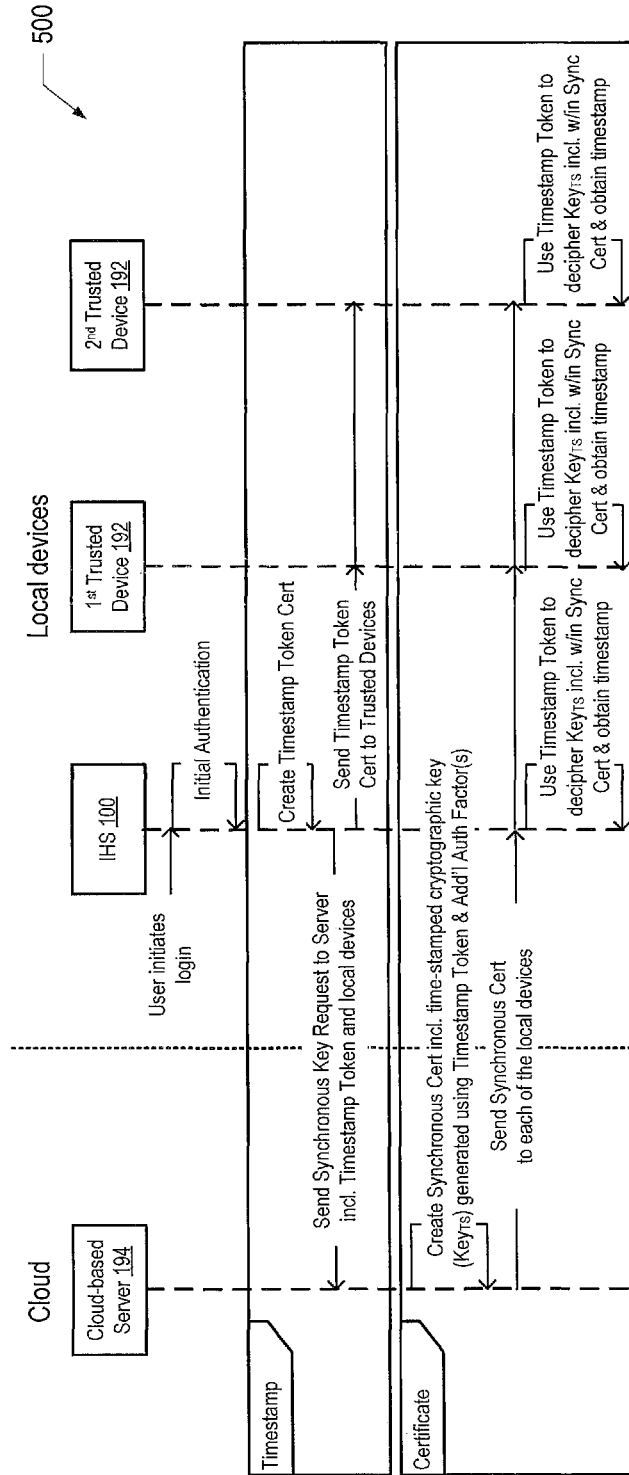 500
Cloud
Local devices
Cloud-based
Server 194
IHS 100
1st Trusted
Device 192
2nd Trusted
Device 192
User initiates
login
Initial Authentication
Timestamp
Create Timestamp Token Cert
Send Synchronous Key Request to Server
incl. Timestamp Token and local devices
Send Timestamp Token
Cert to Trusted Devices
Certificate
Create Synchronous Cert incl. time-stamped cryptographic key
(KeyTS) generated using Timestamp Token & Add'l Auth Factor(s)
Send Synchronous Cert
to each of the local devices
Use Timestamp Token to
decipher KeyTS incl. w/in Sync
Cert & obtain timestamp
Use Timestamp Token to
decipher KeyTS incl. w/in Sync
Cert & obtain timestamp
Use Timestamp Token to
decipher KeyTS incl. w/in Sync
Cert & obtain timestamp